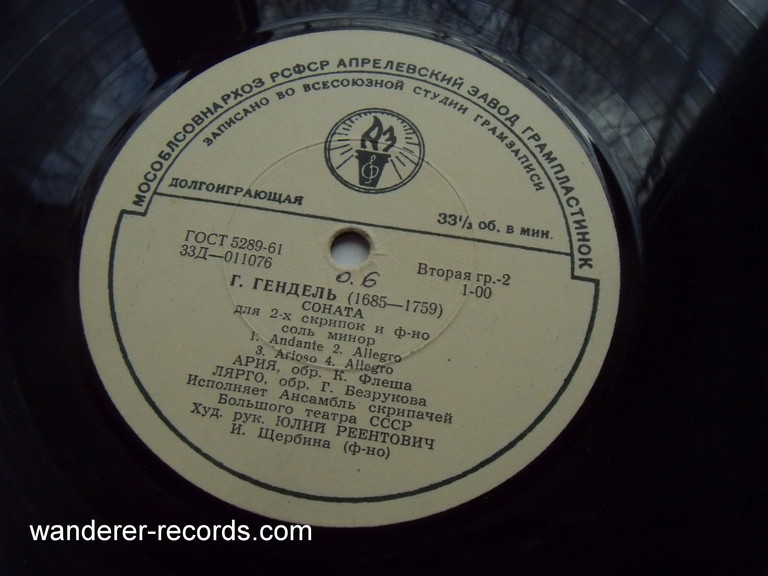 МОСОБЛСОВНАРХОЗ РСФСР АПРЕЛЕВСКИЙ ЗАВОД ГРАМПЛАСТИНОК
ЗАПИСАНО ВО ВСЕСОЮЗНОЙ СТУДИИ ГРАМЗАПИСИ
АЗ
ДОЛГОИГРАЮЩАЯ
33⅓ об. в мин.
ГОСТ 5289-61
33Д—011076
Вторая гр.-2
1-00
0.6
Г. ГЕНДЕЛЬ (1685—1759)
СОНАТА
для 2-х скрипок и ф-но
соль минор
1. Andante 2. Allegro
3. Arioso 4. Allegro
АРИЯ, обр. К. Флеша
ЛЯРГО, обр. Г. Безрукова
Исполняет Ансамбль скрипачей
Большого театра СССР
Худ. рук. ЮЛИЙ РЕЕНТОВИЧ
И. Щербина (ф-но)
wanderer-records.com